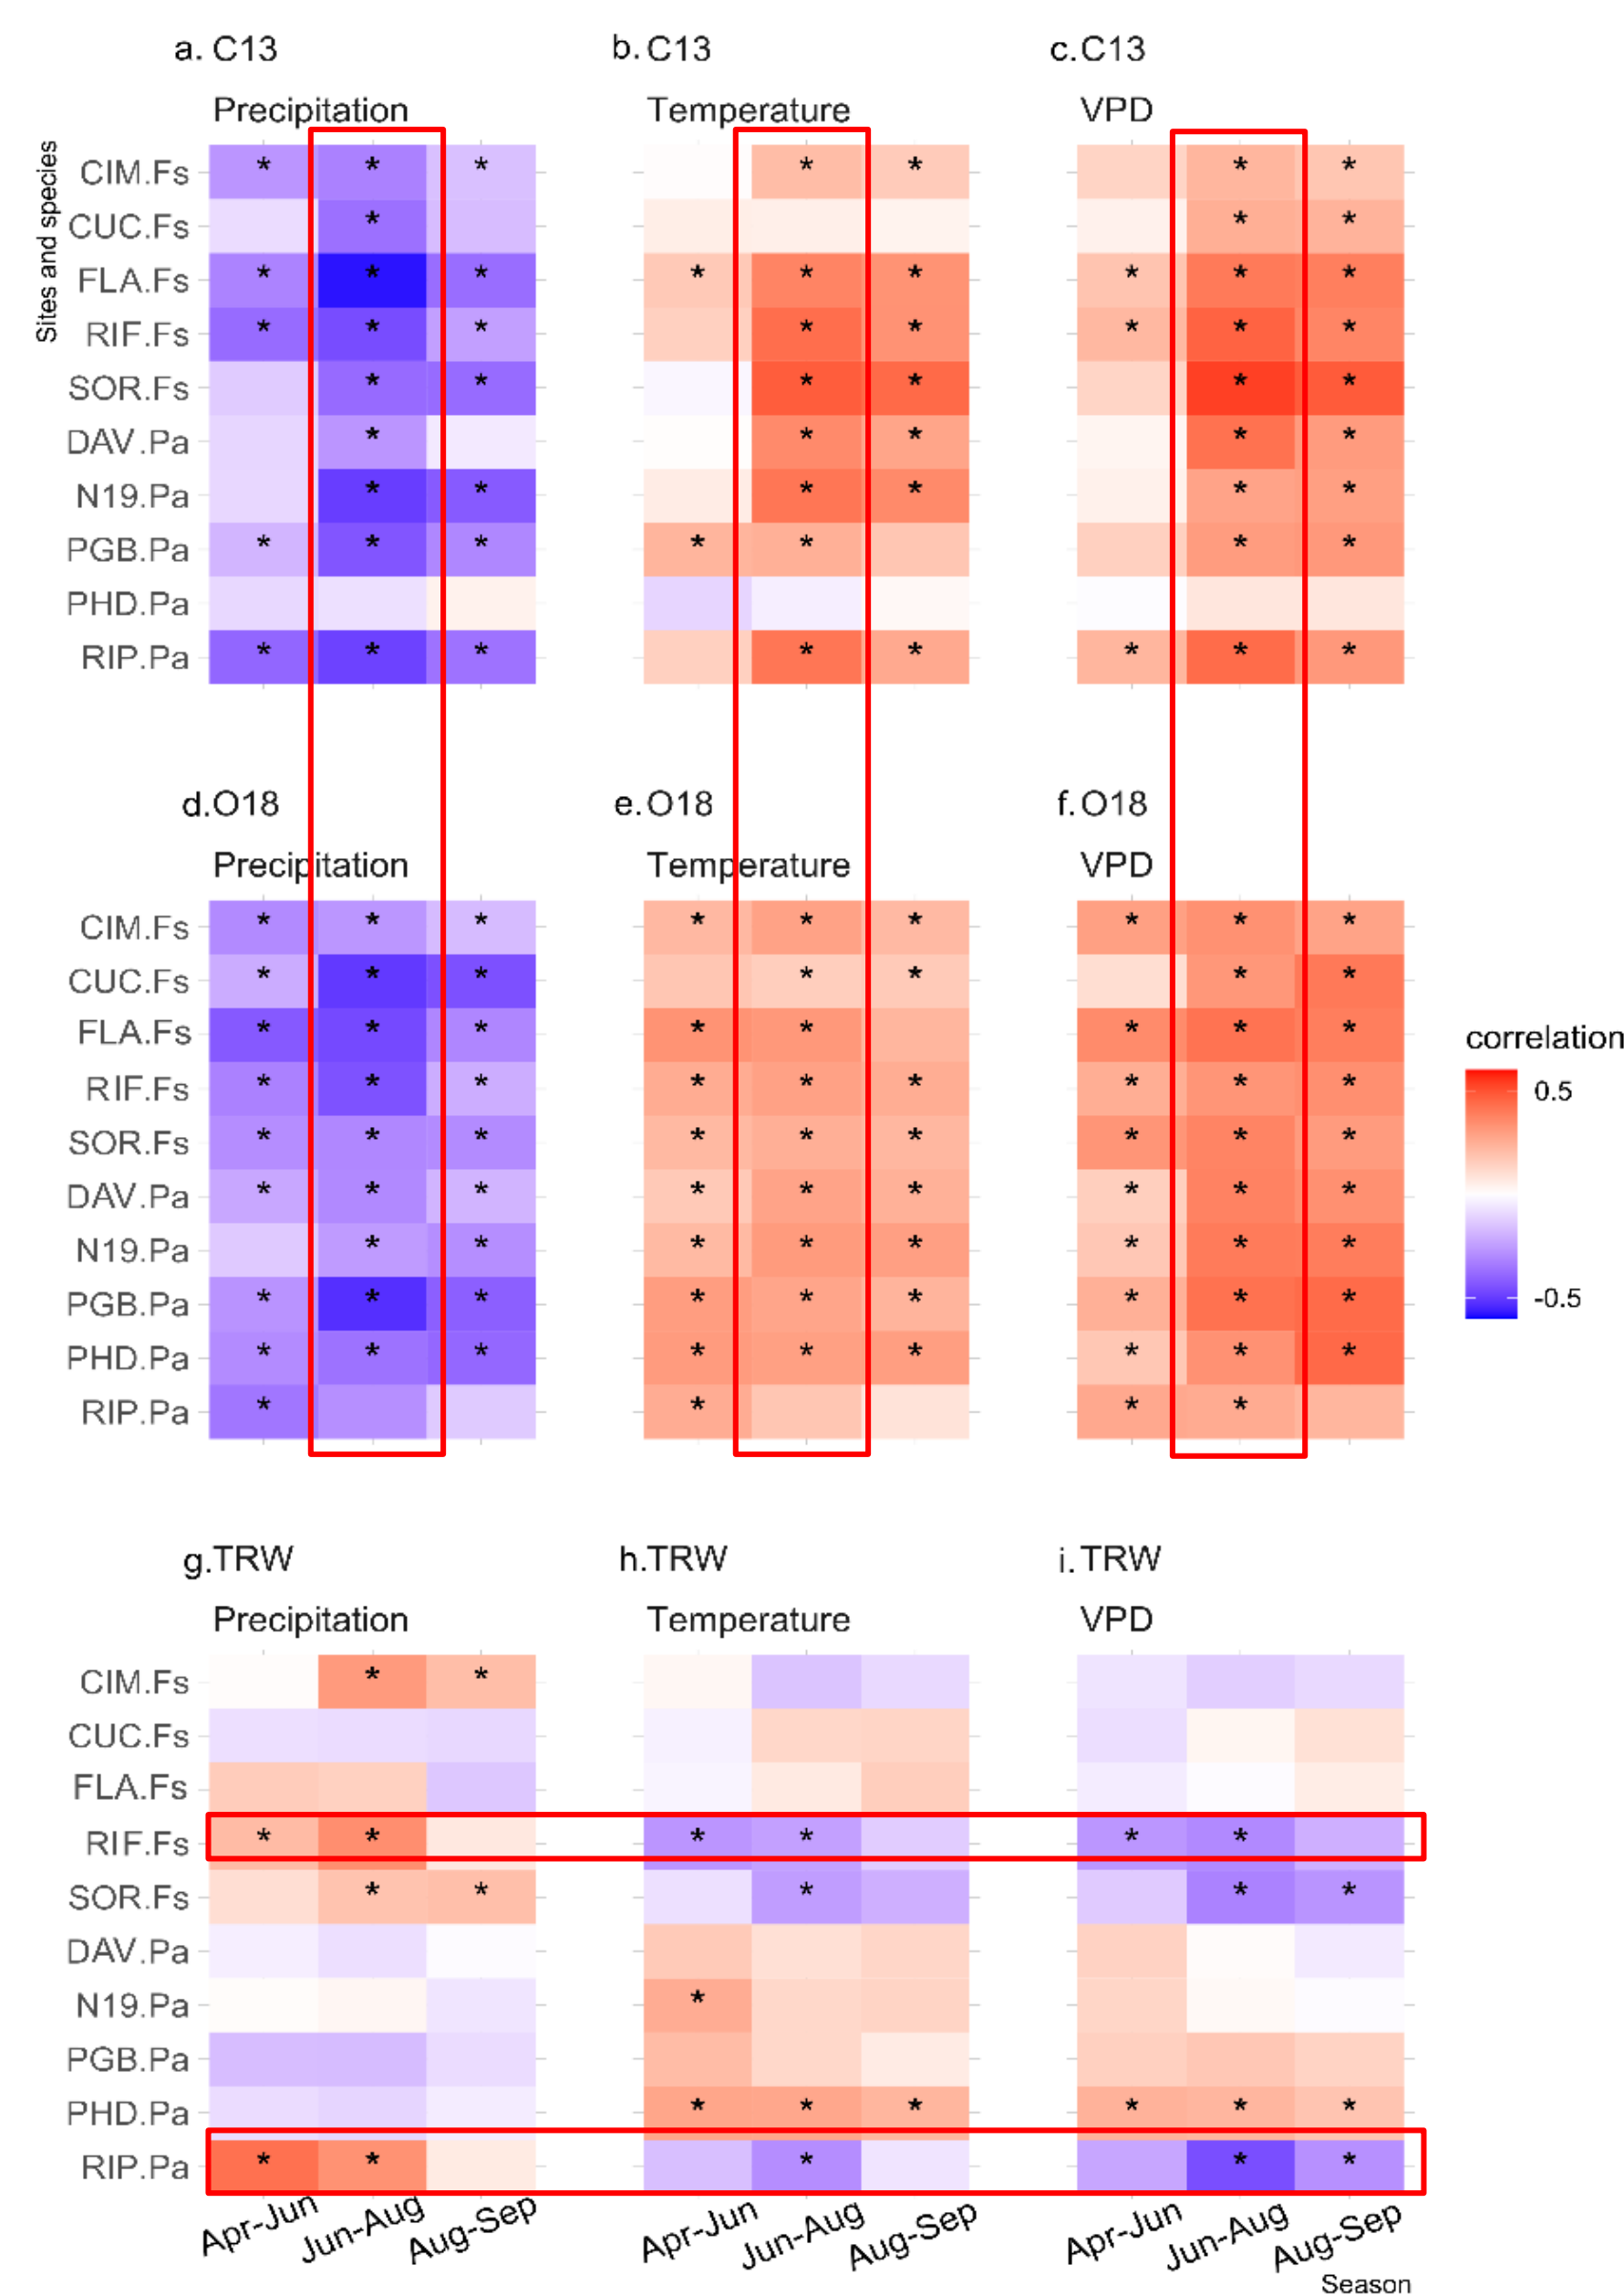 a. C13 b. C13 c. C13
Precipitation Temperature VPD
Sites and species
CIM.Fs * * * * * * *
CUC.Fs * * *
FLA.Fs * * * * * * * * *
RIF.Fs * * * * * * * *
SOR.Fs * * * * * *
DAV.Pa * * * * *
N19.Pa * * * * * *
PGB.Pa * * * * * * *
PHD.Pa
RIP.Pa * * * * * * * *
d. O18 e. O18 f. O18
Precipitation Temperature VPD
CIM.Fs * * * * * * * * *
CUC.Fs * * * * * * *
FLA.Fs * * * * * * * *
RIF.Fs * * * * * * * * *
SOR.Fs * * * * * * * * *
DAV.Pa * * * * * * * * *
N19.Pa * * * * * * * *
PGB.Pa * * * * * * * * *
PHD.Pa * * * * * * * * *
RIP.Pa * * * *
correlation
0.5
-0.5
g. TRW h. TRW i. TRW
Precipitation Temperature VPD
CIM.Fs * *
CUC.Fs
FLA.Fs
RIF.Fs * * * * * *
SOR.Fs * * * * *
DAV.Pa
N19.Pa *
PGB.Pa
PHD.Pa * * * * * *
RIP.Pa * * * * *
Apr-Jun Jun-Aug Aug-Sep Apr-Jun Jun-Aug Aug-Sep Apr-Jun Jun-Aug Aug-Sep
Season